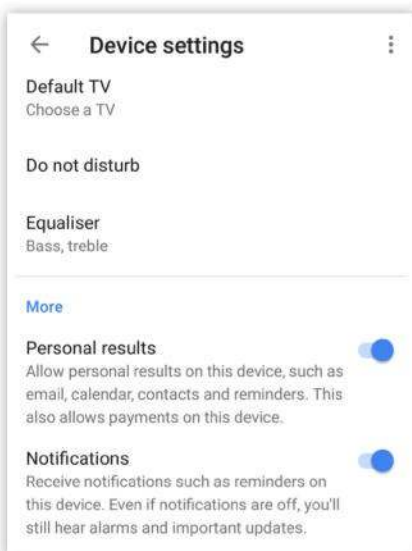 Device settings
Default TV
Choose a TV
Do not disturb
Equaliser
Bass, treble
More
Personal results
Allow personal results on this device, such as
email, calendar, contacts and reminders. This
also allows payments on this device.
Notifications
Receive notifications such as reminders on
this device. Even if notifications are off, you'll
still hear alarms and important updates.